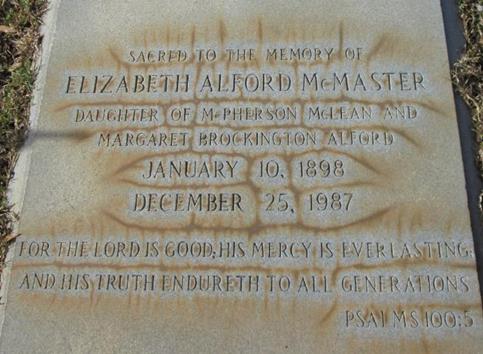 SACRED TO THE MEMORY OF
ELIZABETH ALFORD McMASTER
DAUGHTER OF McPHERSON McLEAN AND
MARGARET BROCKINGTON ALFORD
JANUARY 10, 1898
DECEMBER 25, 1987
FOR THE LORD IS GOOD; HIS MERCY IS EVERLASTING;
AND HIS TRUTH ENDURETH TO ALL GENERATIONS
PSALMS 100:5